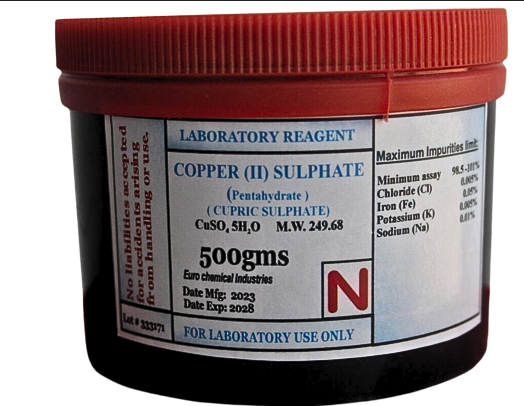 No liabilities accepted
for accidents arising
from handling or use.
Lot # 333171
LABORATORY REAGENT
COPPER (II) SULPHATE
(Pentahydrate )
( CUPRIC SULPHATE)
CuSO₄ 5H₂O M.W. 249.68
500gms
Euro chemical Industries
Date Mfg: 2023
Date Exp: 2028
N
FOR LABORATORY USE ONLY
Maximum Impurities limit:
Minimum assay 98.5-101%
Chloride (Cl) 0.005%
Iron (Fe) 0.05%
Potassium (K) 0.005%
Sodium (Na) 0.01%